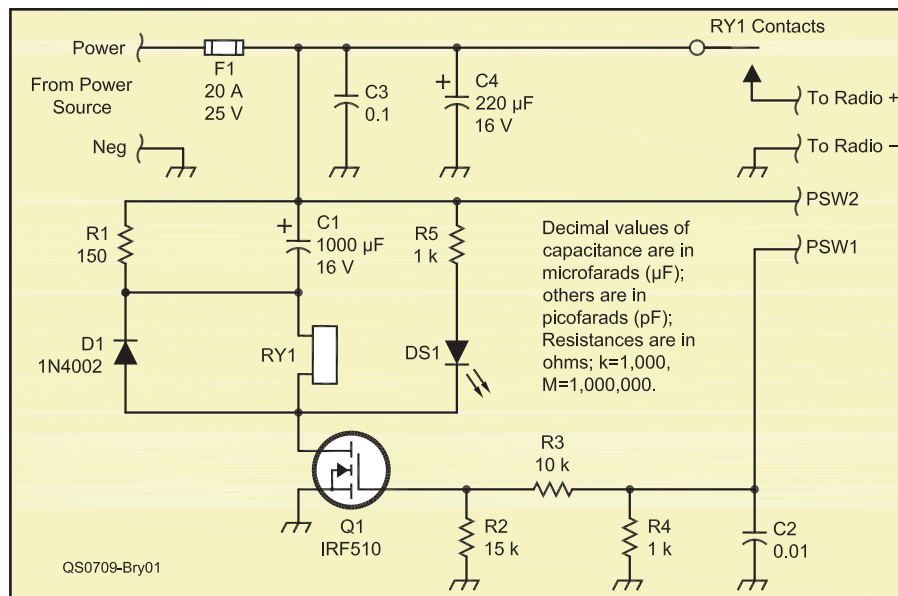 RY1 Contacts
Power
F1
20 A
25 V
From Power
Source
C3
0.1
+
C4
220 µF
16 V
To Radio +
Neg
To Radio –
PSW2
R1
150
+
C1
1000 µF
16 V
R5
1 k
Decimal values of
capacitance are in
microfarads (µF);
others are in
picofarads (pF);
Resistances are in
ohms; k=1,000,
M=1,000,000.
PSW1
D1
1N4002
RY1
DS1
R3
10 k
Q1
IRF510
R2
15 k
R4
1 k
C2
0.01
QS0709-Bry01